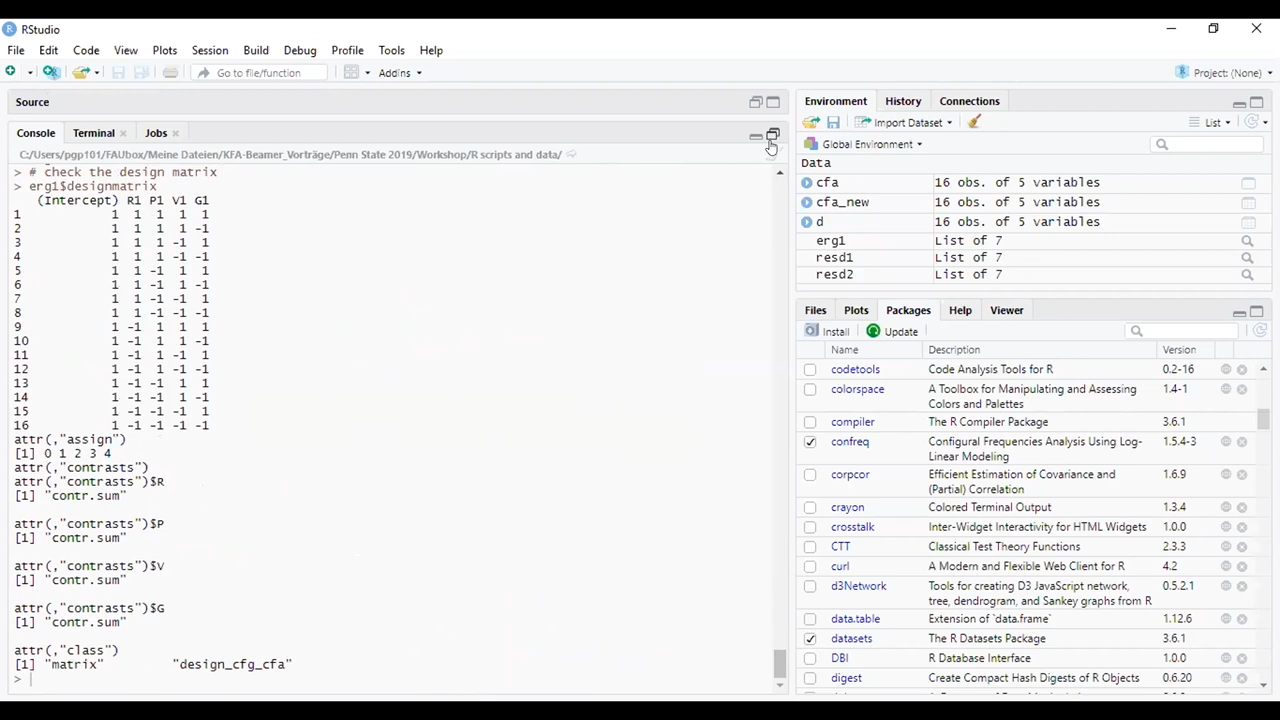 RStudio
File Edit Code View Plots Session Build Debug Profile Tools Help
Go to file/function Addins Project: (None)
Source
Console Terminal Jobs
C:/Users/pgp101/FAUbox/Meine Dateien/KFA-Beamer_Vorträge/Penn State 2019/Workshop/R scripts and data/
> # check the design matrix
> erg1$designmatrix
(Intercept) R1 P1 V1 G1
1 1 1 1 1 1
2 1 1 1 1 -1
3 1 1 1 -1 1
4 1 1 1 -1 -1
5 1 1 -1 1 1
6 1 1 -1 1 -1
7 1 1 -1 -1 1
8 1 1 -1 -1 -1
9 1 -1 1 1 1
10 1 -1 1 1 -1
11 1 -1 1 -1 1
12 1 -1 1 -1 -1
13 1 -1 -1 1 1
14 1 -1 -1 1 -1
15 1 -1 -1 -1 1
16 1 -1 -1 -1 -1
attr(,"assign")
[1] 0 1 2 3 4
attr(,"contrasts")
attr(,"contrasts")$R
[1] "contr.sum"
attr(,"contrasts")$P
[1] "contr.sum"
attr(,"contrasts")$V
[1] "contr.sum"
attr(,"contrasts")$G
[1] "contr.sum"
attr(,"class")
[1] "matrix" "design_cfg_cfa"
>
Environment History Connections
Import Dataset List
Global Environment
Data
cfa 16 obs. of 5 variables
cfa_new 16 obs. of 5 variables
d 16 obs. of 5 variables
erg1 List of 7
resd1 List of 7
resd2 List of 7
Files Plots Packages Help Viewer
Install Update
Name Description Version
codetools Code Analysis Tools for R 0.2-16
colorspace A Toolbox for Manipulating and Assessing 1.4-1
Colors and Palettes
compiler The R Compiler Package 3.6.1
confreq Configural Frequencies Analysis Using Log- 1.5.4-3
Linear Modeling
corpcor Efficient Estimation of Covariance and 1.6.9
(Partial) Correlation
crayon Colored Terminal Output 1.3.4
crosstalk Inter-Widget Interactivity for HTML Widgets 1.0.0
CTT Classical Test Theory Functions 2.3.3
curl A Modern and Flexible Web Client for R 4.2
d3Network Tools for creating D3 JavaScript network, 0.5.2.1
tree, dendrogram, and Sankey graphs from R
data.table Extension of `data.frame` 1.12.6
datasets The R Datasets Package 3.6.1
DBI R Database Interface 1.0.0
digest Create Compact Hash Digests of R Objects 0.6.20